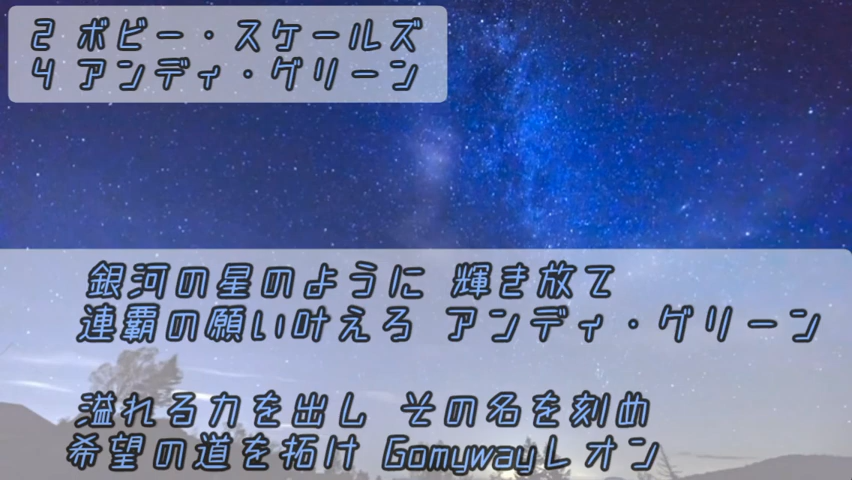 2 ボビー・スケールズ
4 アンディ・グリーン
銀河の星のように 輝き放て
連覇の願い叶えろ アンディ・グリーン
溢れる力を出し その名を刻め
希望の道を拓け Gomywayレオン